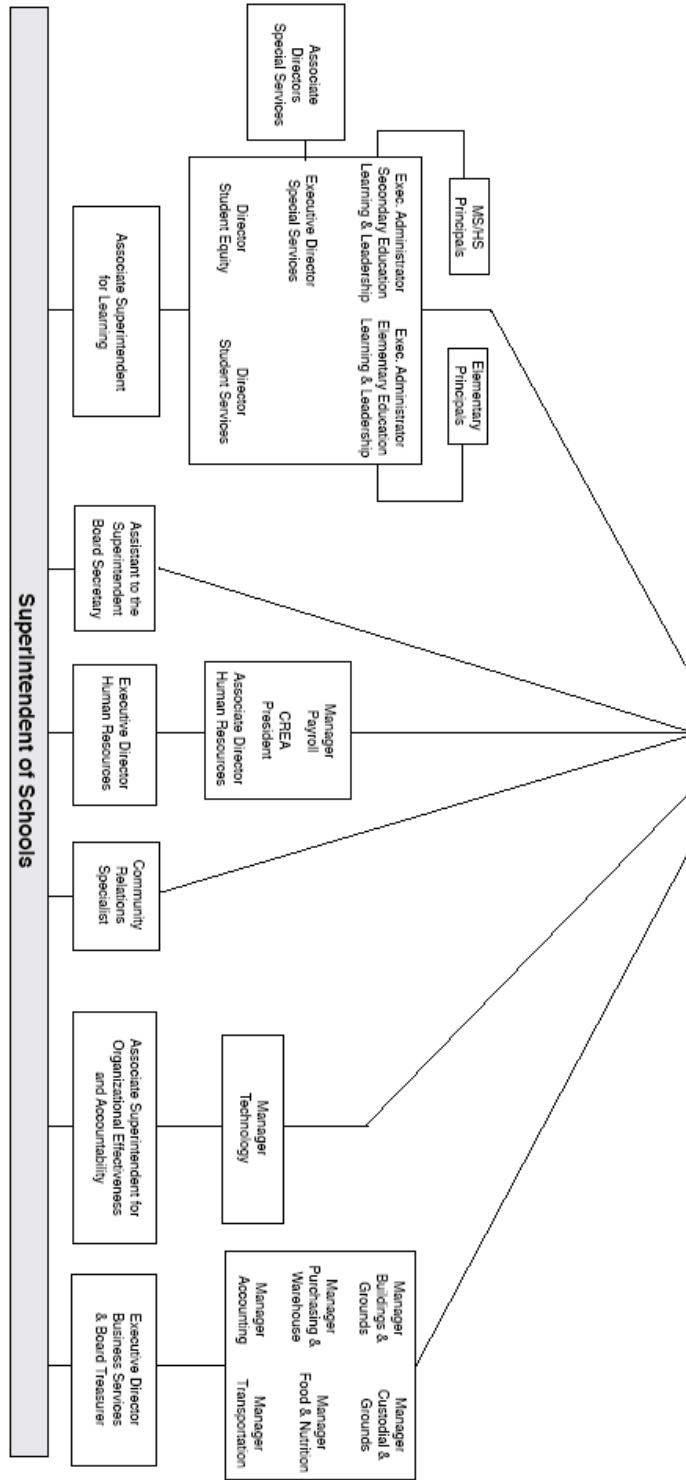 Superintendent of Schools
Associate Superintendent
for Learning
Assistant to the
Superintendent
Board Secretary
Executive Director
Human Resources
Community
Relations
Specialist
Associate Superintendent for
Organizational Effectiveness
and Accountability
Executive Director
Business Services
& Board Treasurer
Director
Student Equity
Director
Student Services
Associate
Directors
Special Services
Executive Director
Special Services
Exec. Administrator
Secondary Education
Learning & Leadership
Exec. Administrator
Elementary Education
Learning & Leadership
MS/HS
Principals
Elementary
Principals
Manager
Payroll
CREA
President
Associate Director
Human Resources
Manager
Technology
Manager
Buildings &
Grounds
Manager
Custodial &
Grounds
Manager
Purchasing &
Warehouse
Manager
Food & Nutrition
Manager
Accounting
Manager
Transportation